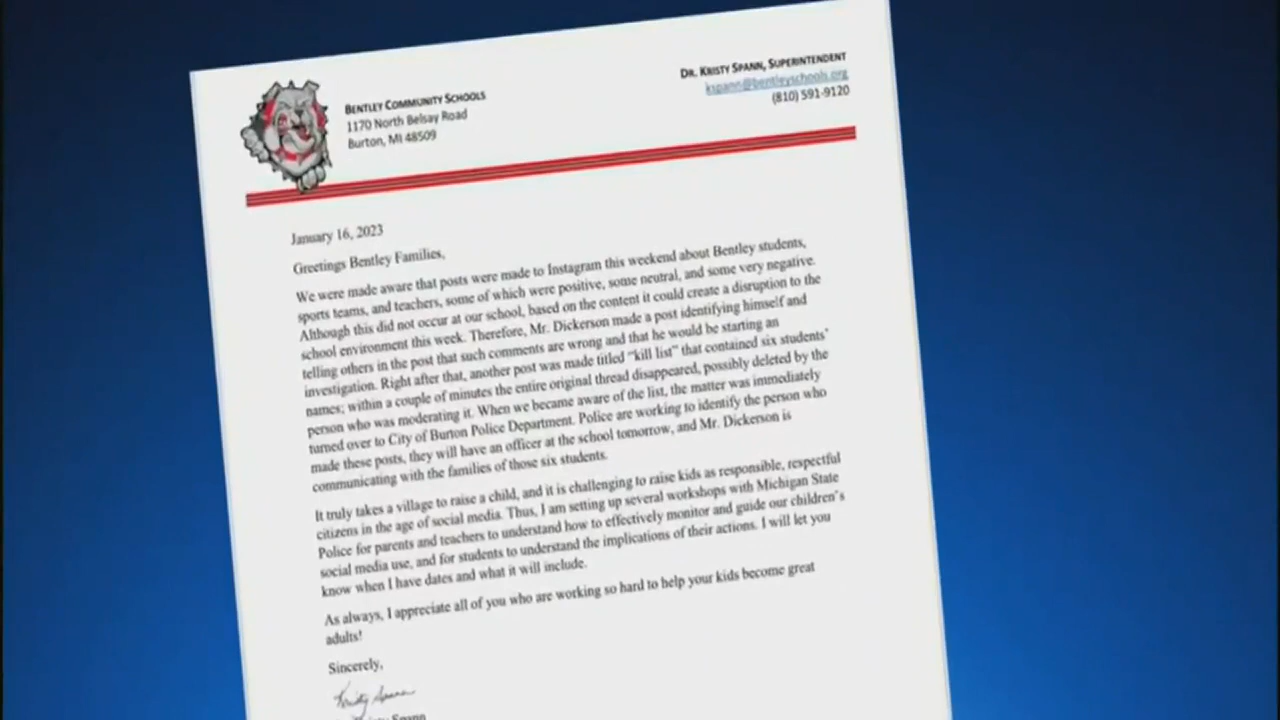 BENTLEY COMMUNITY SCHOOLS
1170 North Belsay Road
Burton, MI 48509
DR. KRISTY SPANN, SUPERINTENDENT
kspann@bentleyschools.org
(810) 591-9120
January 16, 2023
Greetings Bentley Families,
We were made aware that posts were made to Instagram this weekend about Bentley students,
sports teams, and teachers, some of which were positive, some neutral, and some very negative.
Although this did not occur at our school, based on the content it could create a disruption to the
school environment this week. Therefore, Mr. Dickerson made a post identifying himself and
telling others in the post that such comments are wrong and that he would be starting an
investigation. Right after that, another post was made titled “kill list” that contained six students’
names; within a couple of minutes the entire original thread disappeared, possibly deleted by the
person who was moderating it. When we became aware of the list, the matter was immediately
turned over to City of Burton Police Department. Police are working to identify the person who
made these posts, they will have an officer at the school tomorrow, and Mr. Dickerson is
communicating with the families of those six students.
It truly takes a village to raise a child, and it is challenging to raise kids as responsible, respectful
citizens in the age of social media. Thus, I am setting up several workshops with Michigan State
Police for parents and teachers to understand how to effectively monitor and guide our children’s
social media use, and for students to understand the implications of their actions. I will let you
know when I have dates and what it will include.
As always, I appreciate all of you who are working so hard to help your kids become great
adults!
Sincerely,
Kristy Spann
Spann